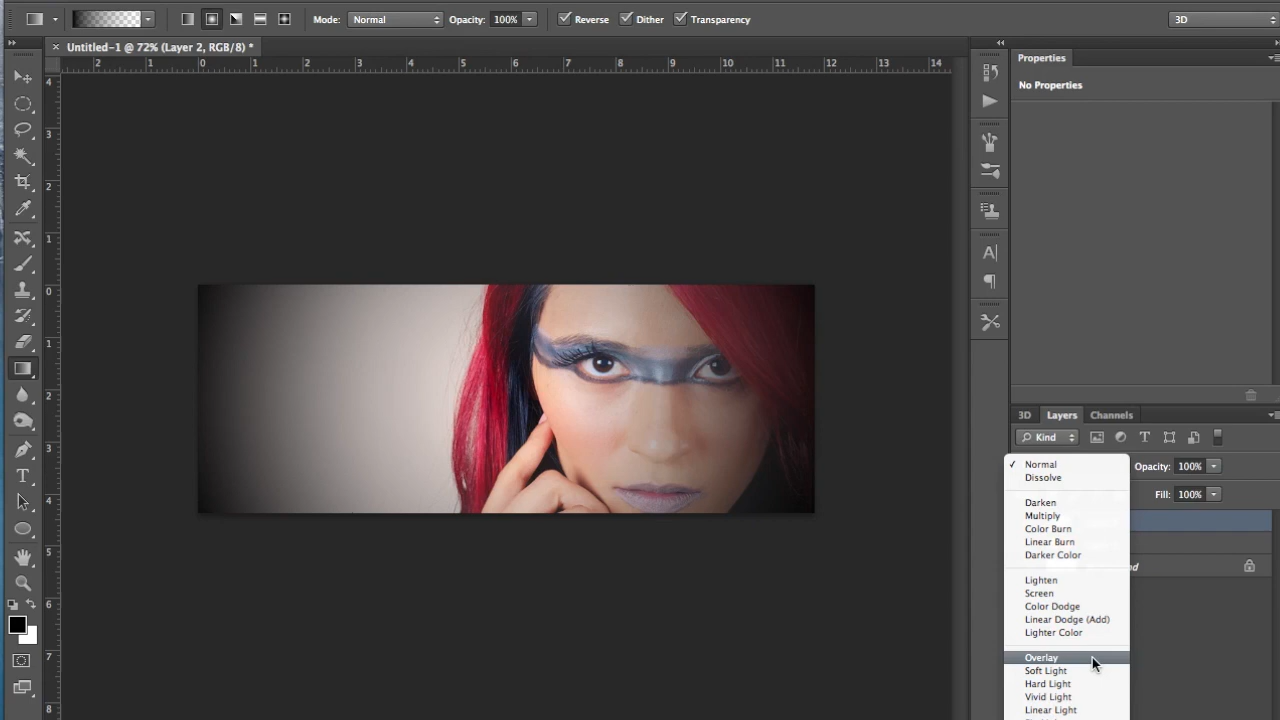 Mode: Normal Opacity: 100% Reverse Dither Transparency 3D
× Untitled-1 @ 72% (Layer 2, RGB/8) *
2 1 0 1 2 3 4 5 6 7 8 9 10 11 12 13 14
4
3
2
1
0
1
2
3
4
5
6
7
8
Properties
No Properties
3D Layers Channels
Kind
Normal
Dissolve
Darken
Multiply
Color Burn
Linear Burn
Darker Color
Lighten
Screen
Color Dodge
Linear Dodge (Add)
Lighter Color
Overlay
Soft Light
Hard Light
Vivid Light
Linear Light
Opacity: 100%
Fill: 100%